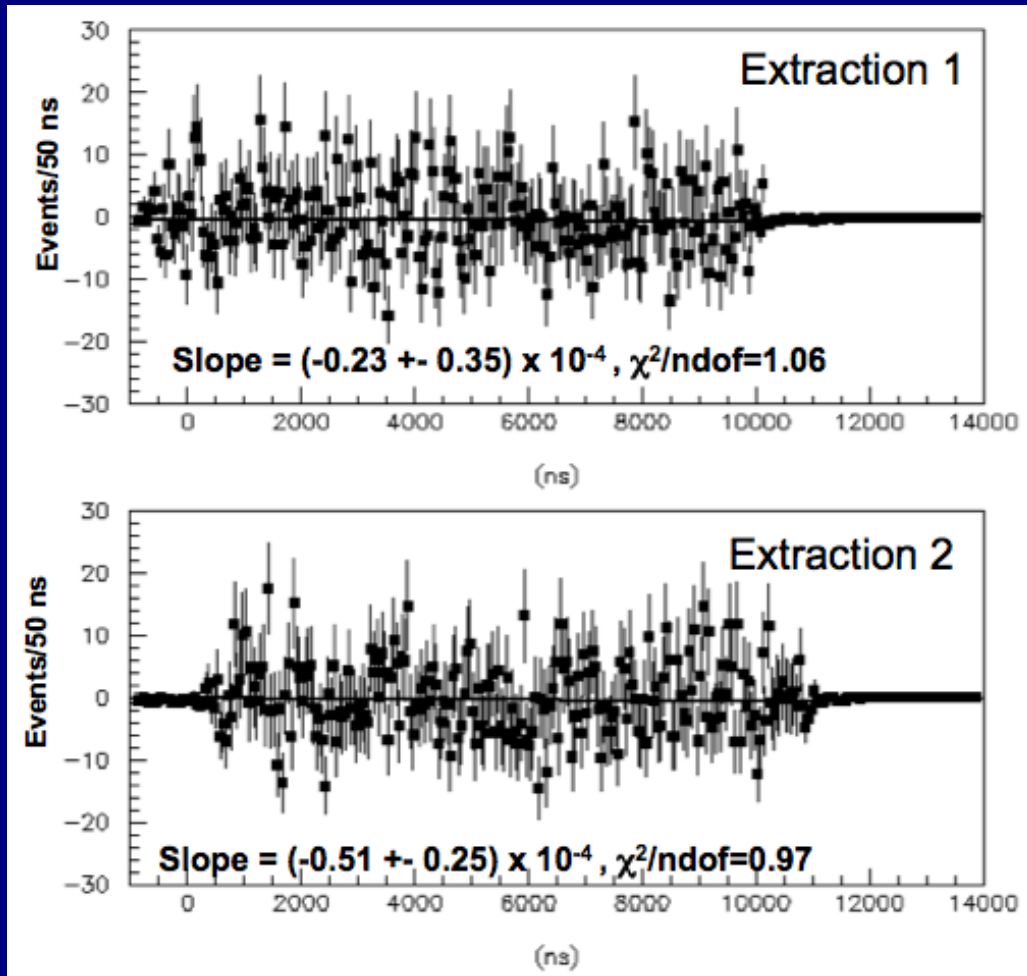 Extraction 1
Events/50 ns
30
20
10
0
−10
−20
−30
Slope = (-0.23 +- 0.35) x 10⁻⁴ , χ²/ndof=1.06
0 2000 4000 6000 8000 10000 12000 14000
(ns)
Extraction 2
Events/50 ns
30
20
10
0
−10
−20
−30
Slope = (-0.51 +- 0.25) x 10⁻⁴ , χ²/ndof=0.97
0 2000 4000 6000 8000 10000 12000 14000
(ns)